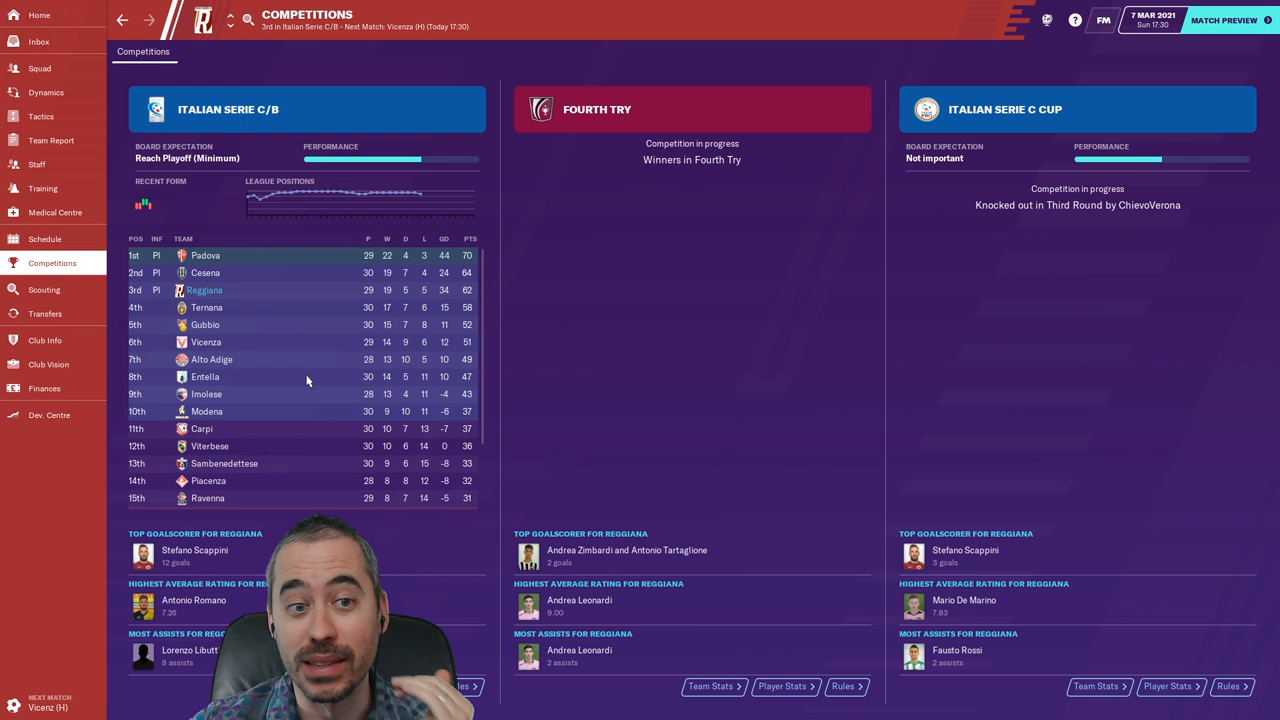 Home
Inbox
Squad
Dynamics
Tactics
Team Report
Staff
Training
Medical Centre
Schedule
Competitions
Scouting
Transfers
Club Info
Club Vision
Finances
Dev. Centre
NEXT MATCH
Vicenz (H)
COMPETITIONS
3rd in Italian Serie C/B - Next Match: Vicenza (H) (Today 17:30)
FM
7 MAR 2021
Sun 17:30
MATCH PREVIEW
Competitions
ITALIAN SERIE C/B
BOARD EXPECTATION PERFORMANCE
Reach Playoff (Minimum)
RECENT FORM LEAGUE POSITIONS
POS INF TEAM P W D L GD PTS
1st Pl Padova 29 22 4 3 44 70
2nd Pl Cesena 30 19 7 4 24 64
3rd Pl Reggiana 29 19 5 5 34 62
4th Ternana 30 17 7 6 15 58
5th Gubbio 30 15 7 8 11 52
6th Vicenza 29 14 9 6 12 51
7th Alto Adige 28 13 10 5 10 49
8th Entella 30 14 5 11 10 47
9th Imolese 28 13 4 11 -4 43
10th Modena 30 9 10 11 -6 37
11th Carpi 30 10 7 13 -7 37
12th Viterbese 30 10 6 14 0 36
13th Sambenedettese 30 9 6 15 -8 33
14th Piacenza 28 8 8 12 -8 32
15th Ravenna 29 8 7 14 -5 31
TOP GOALSCORER FOR REGGIANA
Stefano Scappini
12 goals
HIGHEST AVERAGE RATING FOR
Antonio Romano
7.26
MOST ASSISTS FOR
Lorenzo
8 assists
FOURTH TRY
Competition in progress
Winners in Fourth Try
TOP GOALSCORER FOR REGGIANA
Andrea Zimbardi and Antonio Tartaglione
2 goals
HIGHEST AVERAGE RATING FOR REGGIANA
Andrea Leonardi
9.00
MOST ASSISTS FOR REGGIANA
Andrea Leonardi
2 assists
Team Stats Player Stats Rules
ITALIAN SERIE C CUP
BOARD EXPECTATION PERFORMANCE
Not important
Competition in progress
Knocked out in Third Round by ChievoVerona
TOP GOALSCORER FOR REGGIANA
Stefano Scappini
3 goals
HIGHEST AVERAGE RATING FOR REGGIANA
Mario De Marino
7.83
MOST ASSISTS FOR REGGIANA
Fausto Rossi
2 assists
Team Stats Player Stats Rules